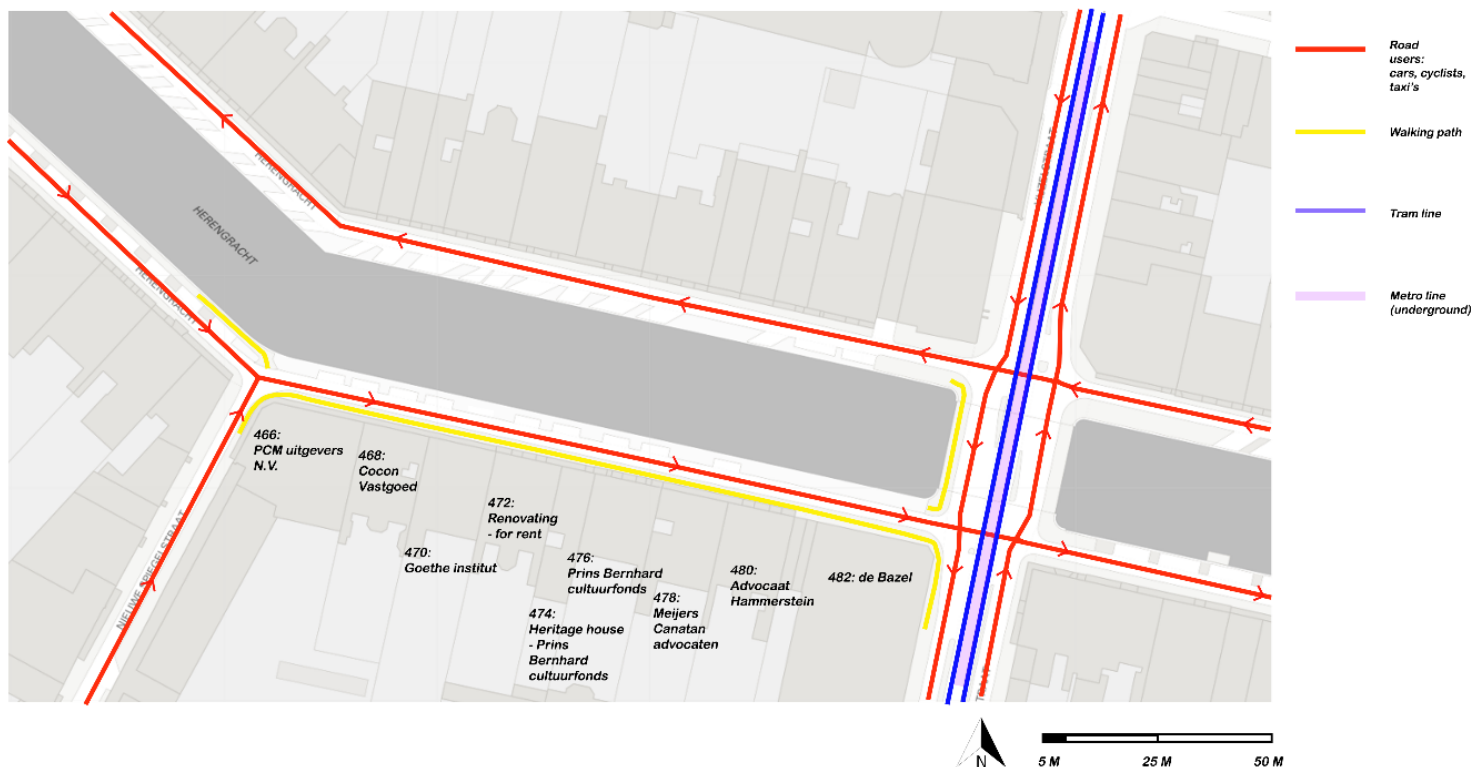 HERENGRACHT
HERENGRACHT
HERENGRACHT
NIEUWE SPIEGELSTRAAT
466:
PCM uitgevers
N.V.
468:
Cocon
Vastgoed
470:
Goethe institut
472:
Renovating
- for rent
474:
Heritage house
- Prins
Bernhard
cultuurfonds
476:
Prins Bernhard
cultuurfonds
478:
Meijers
Canatan
advocaten
480:
Advocaat
Hammerstein
482: de Bazel
Road
users:
cars, cyclists,
taxi's
Walking path
Tram line
Metro line
(underground)
N
5 M
25 M
50 M